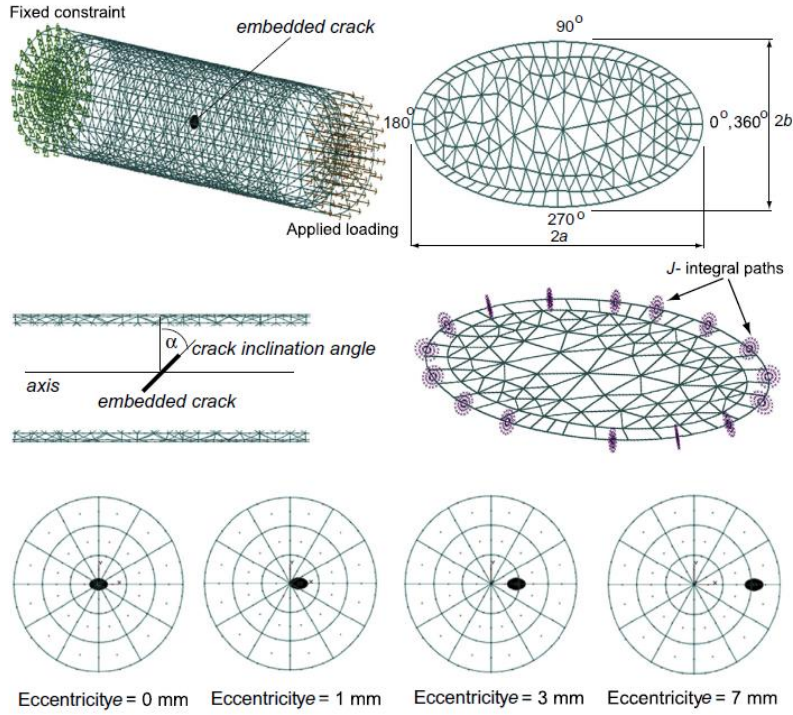 Fixed constraint
embedded crack
Applied loading
90°
180°
0°,360°
2b
270°
2a
α
crack inclination angle
axis
embedded crack
J- integral paths
Eccentricitye = 0 mm
Eccentricitye = 1 mm
Eccentricitye = 3 mm
Eccentricitye = 7 mm